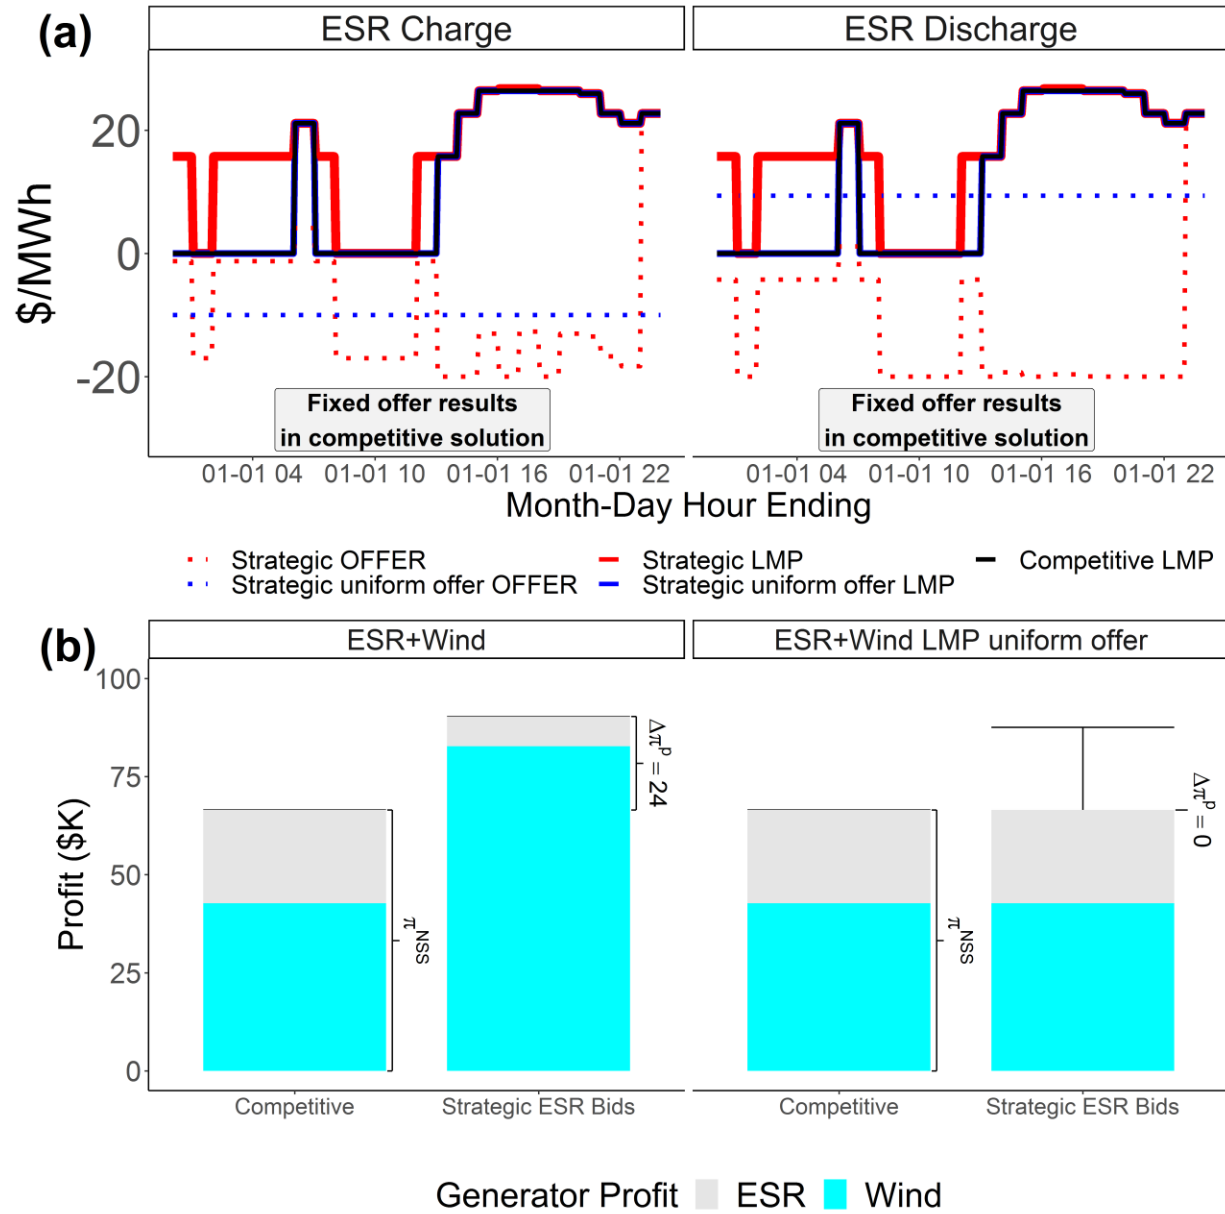 (a)
ESR Charge
ESR Discharge
$/MWh
20
0
-20
Fixed offer results
in competitive solution
Fixed offer results
in competitive solution
01-01 04
01-01 10
01-01 16
01-01 22
01-01 04
01-01 10
01-01 16
01-01 22
Month-Day Hour Ending
Strategic OFFER
Strategic LMP
Competitive LMP
Strategic uniform offer OFFER
Strategic uniform offer LMP
(b)
ESR+Wind
ESR+Wind LMP uniform offer
Profit ($K)
100
75
50
25
0
π^NSS
Δπ^p = 24
π^NSS
Δπ^p = 0
Competitive
Strategic ESR Bids
Competitive
Strategic ESR Bids
Generator Profit
ESR
Wind